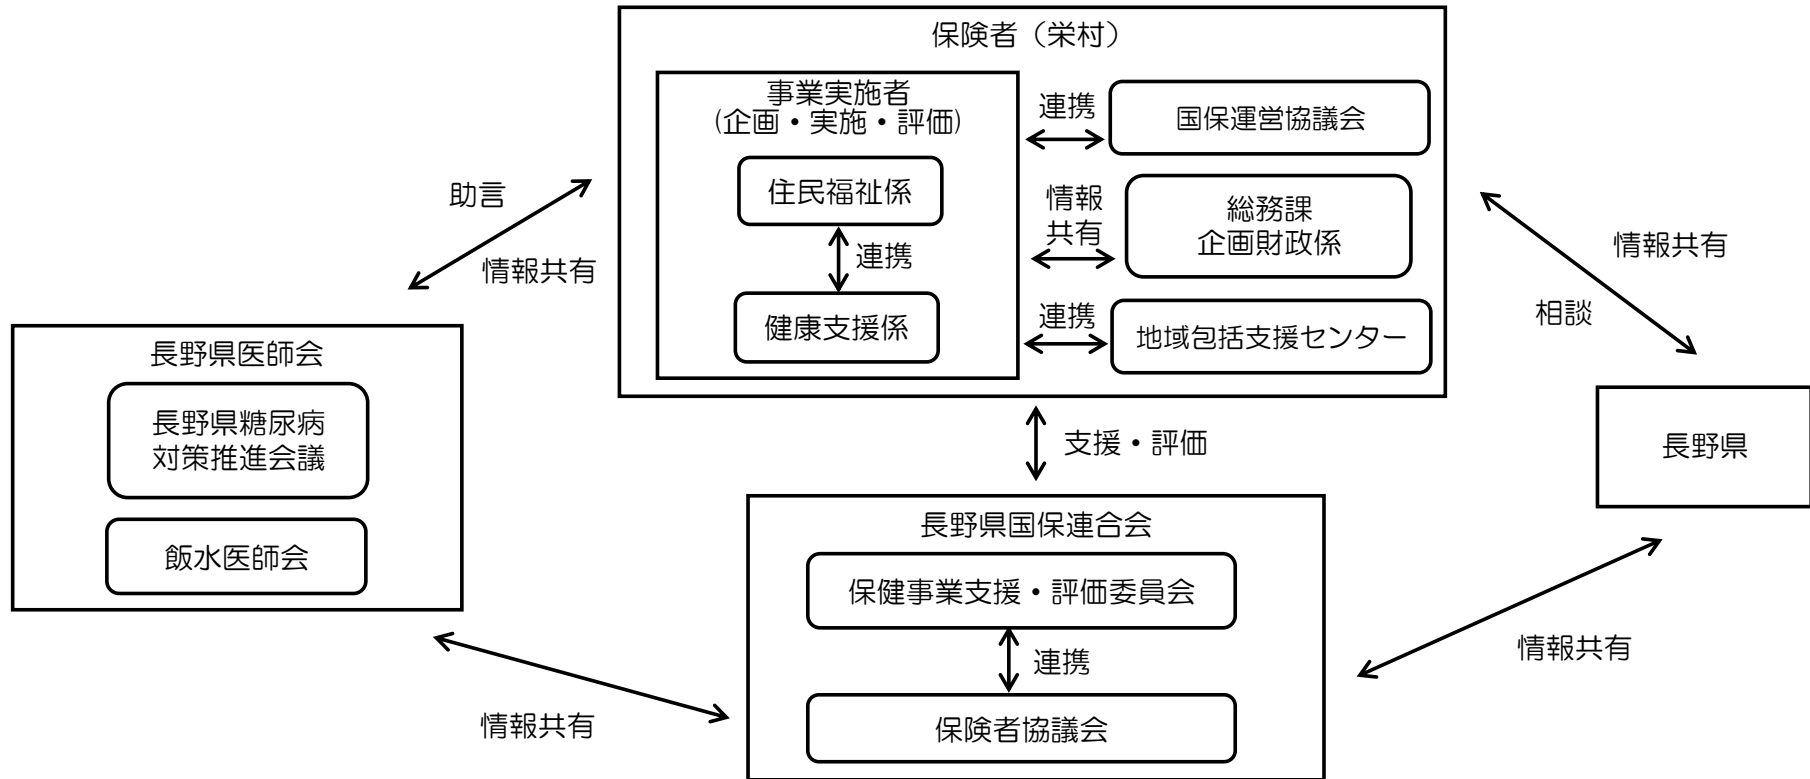 保険者（栄村）
事業実施者
(企画・実施・評価)
住民福祉係
連携
健康支援係
連携
国保運営協議会
情報
共有
総務課
企画財政係
連携
地域包括支援センター
助言
情報共有
情報共有
相談
長野県医師会
長野県糖尿病
対策推進会議
飯水医師会
支援・評価
長野県
長野県国保連合会
保健事業支援・評価委員会
連携
保険者協議会
情報共有
情報共有